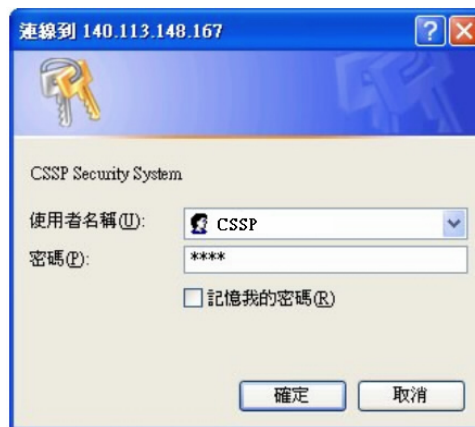 連線到 140.113.148.167
CSSP Security System
使用者名稱(U): CSSP
密碼(P): ****
記憶我的密碼(R)
確定 取消